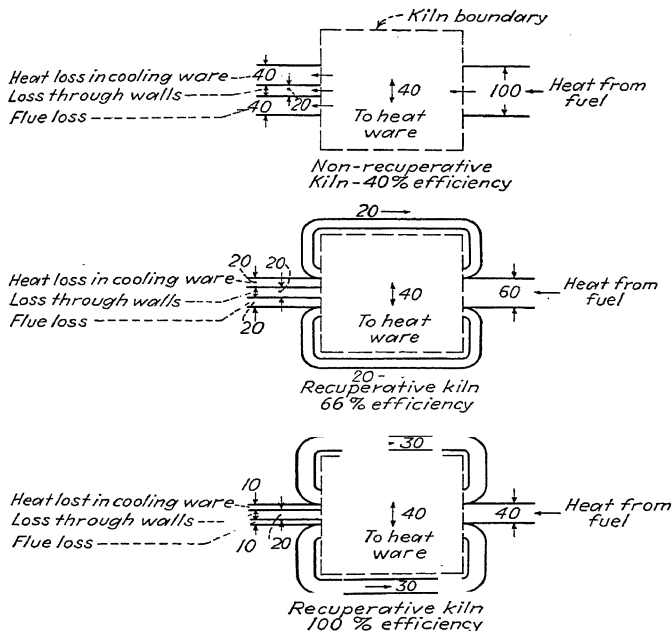 Kiln boundary
Heat loss in cooling ware
40
Loss through walls
20
Flue loss
40
40
To heat
ware
100
Heat from
fuel
Non-recuperative
Kiln-40% efficiency
20
20
20
Heat loss in cooling ware
Loss through walls
Flue loss
20
40
To heat
ware
60
Heat from
fuel
20
Recuperative kiln
66% efficiency
30
10
Heat lost in cooling ware
Loss through walls
Flue loss
10
20
40
To heat
ware
40
Heat from
fuel
30
Recuperative kiln
100% efficiency